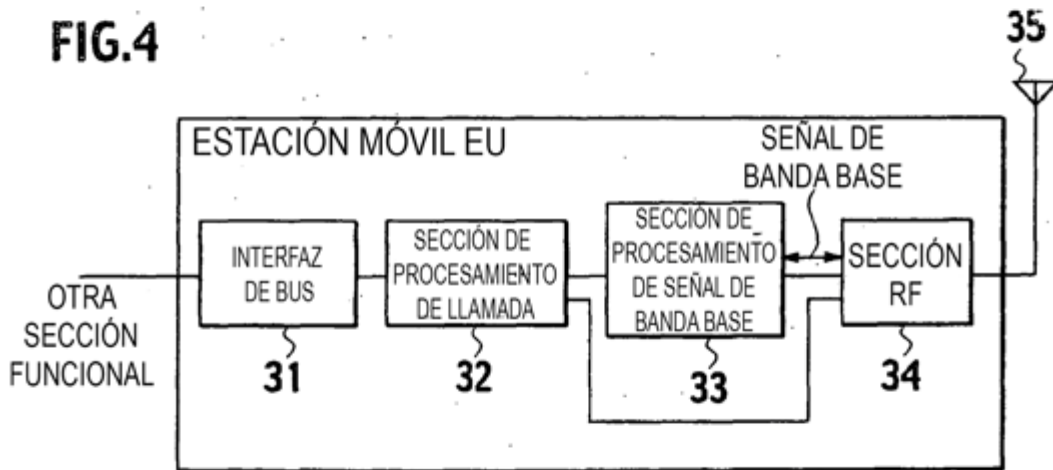 FIG.4
35
ESTACIÓN MÓVIL EU
SEÑAL DE
BANDA BASE
INTERFAZ
DE BUS
SECCIÓN DE
PROCESAMIENTO
DE LLAMADA
SECCIÓN DE
PROCESAMIENTO
DE SEÑAL DE
BANDA BASE
SECCIÓN
RF
OTRA
SECCIÓN
FUNCIONAL
31
32
33
34